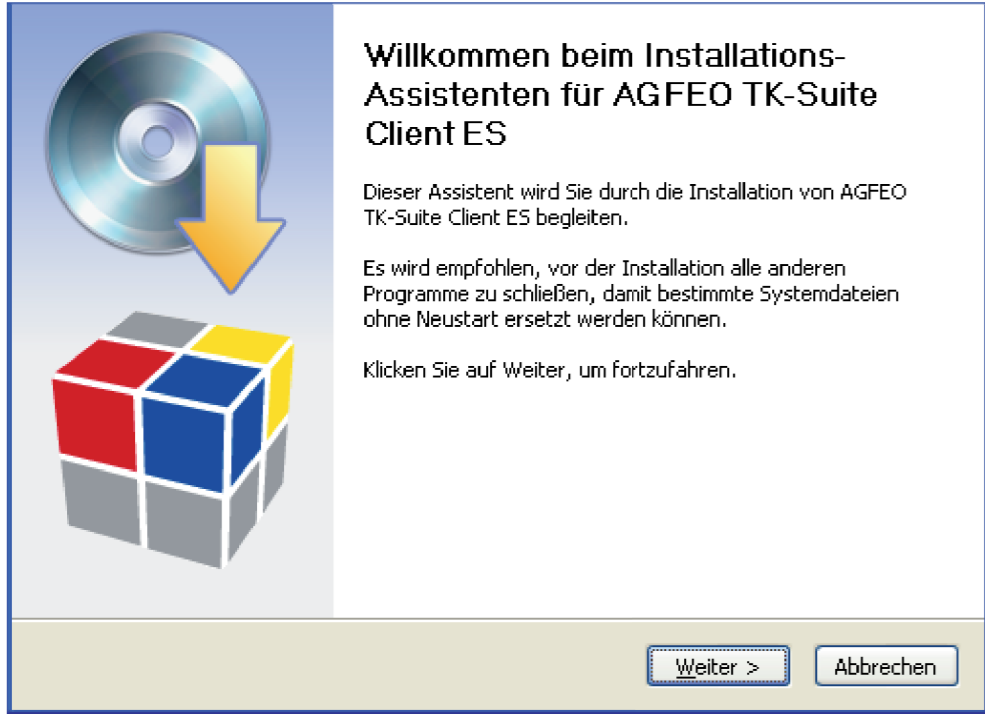 Willkommen beim Installations-
Assistenten für AGFEO TK-Suite
Client ES
Dieser Assistent wird Sie durch die Installation von AGFEO
TK-Suite Client ES begleiten.
Es wird empfohlen, vor der Installation alle anderen
Programme zu schließen, damit bestimmte Systemdateien
ohne Neustart ersetzt werden können.
Klicken Sie auf Weiter, um fortzufahren.
Weiter >
Abbrechen